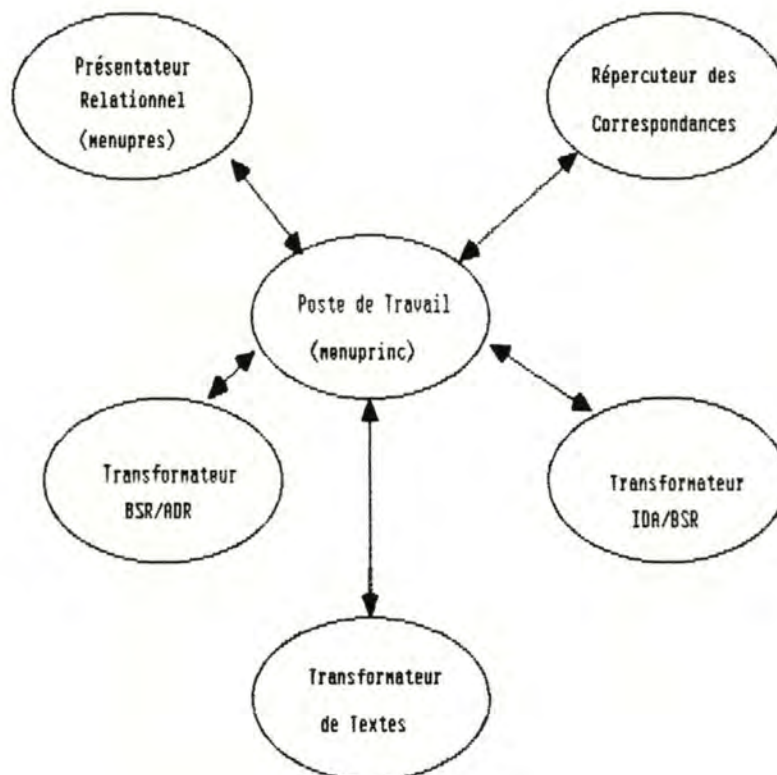 Présentateur
Relationnel
(menupres)
Répercuteur des
Correspondances
Poste de Travail
(menuprinc)
Transformateur
BSR/ADR
Transformateur
IDA/BSR
Transformateur
de Textes